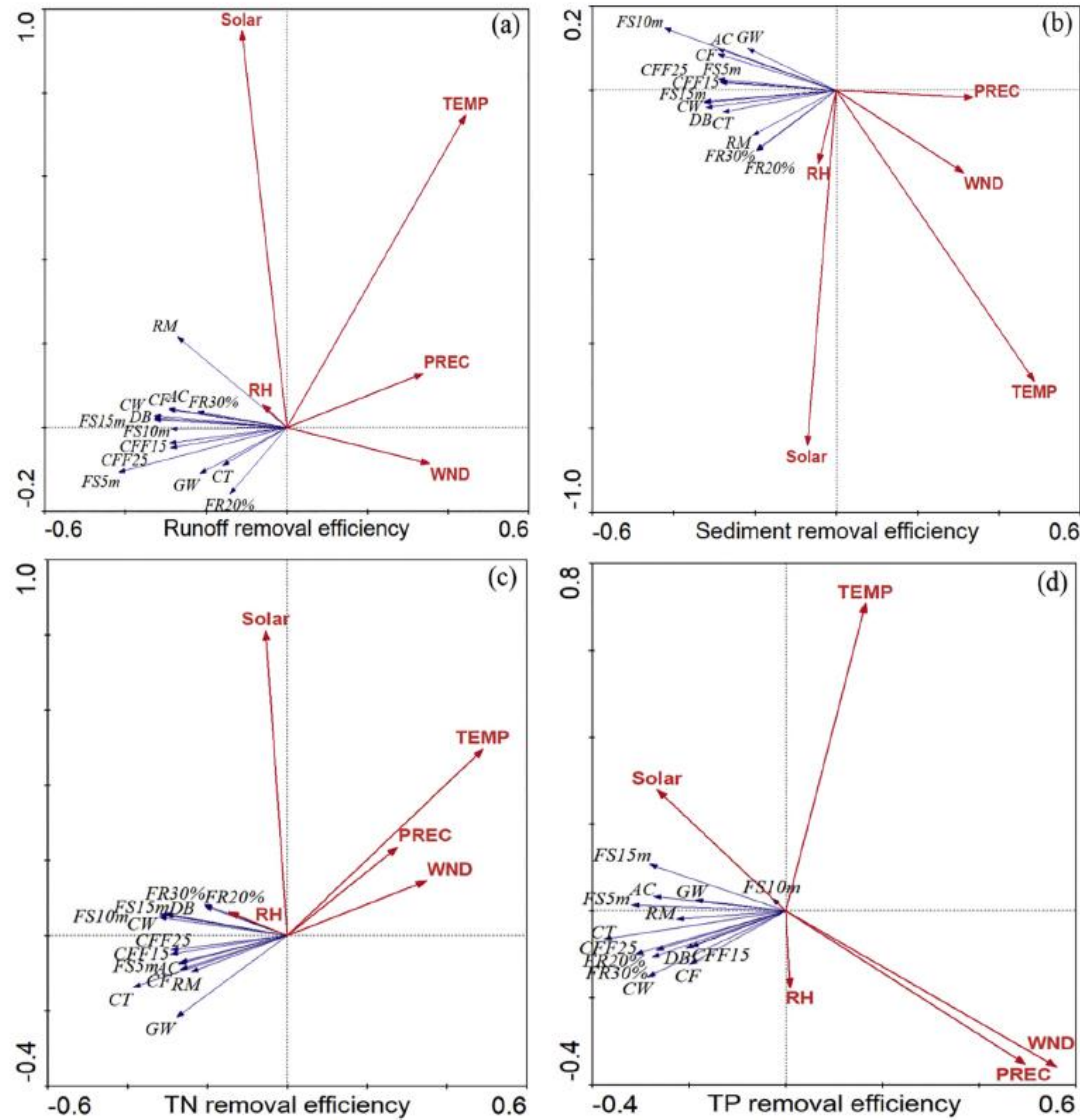 (a)
1.0
Solar
TEMP
RM
PREC
RH
CW CF AC FR30%
FS15m DB
FS10m
CFF15
CFF25
WND
FS5m GW CT
FR20%
-0.2
-0.6 Runoff removal efficiency 0.6
(b)
0.2
FS10m
AC GW
CF
CFF25 FS5m
CFF15
PREC
FS15m
CW
DB CT
RM
FR30%
FR20%
RH
WND
TEMP
Solar
-1.0
-0.6 Sediment removal efficiency 0.6
(c)
1.0
Solar
TEMP
PREC
WND
FR30% FR20%
FS15m DB RH
FS10m
CW
CFF25
CFF15
FS5m AC
CF RM
CT
GW
-0.4
-0.6 TN removal efficiency 0.6
(d)
0.8
TEMP
Solar
FS15m
FS10m
AC GW
FS5m
RM
CT
CFF25 CFF15
FR20% DB
FR30% CF
CW
RH
WND
PREC
-0.4
-0.4 TP removal efficiency 0.6